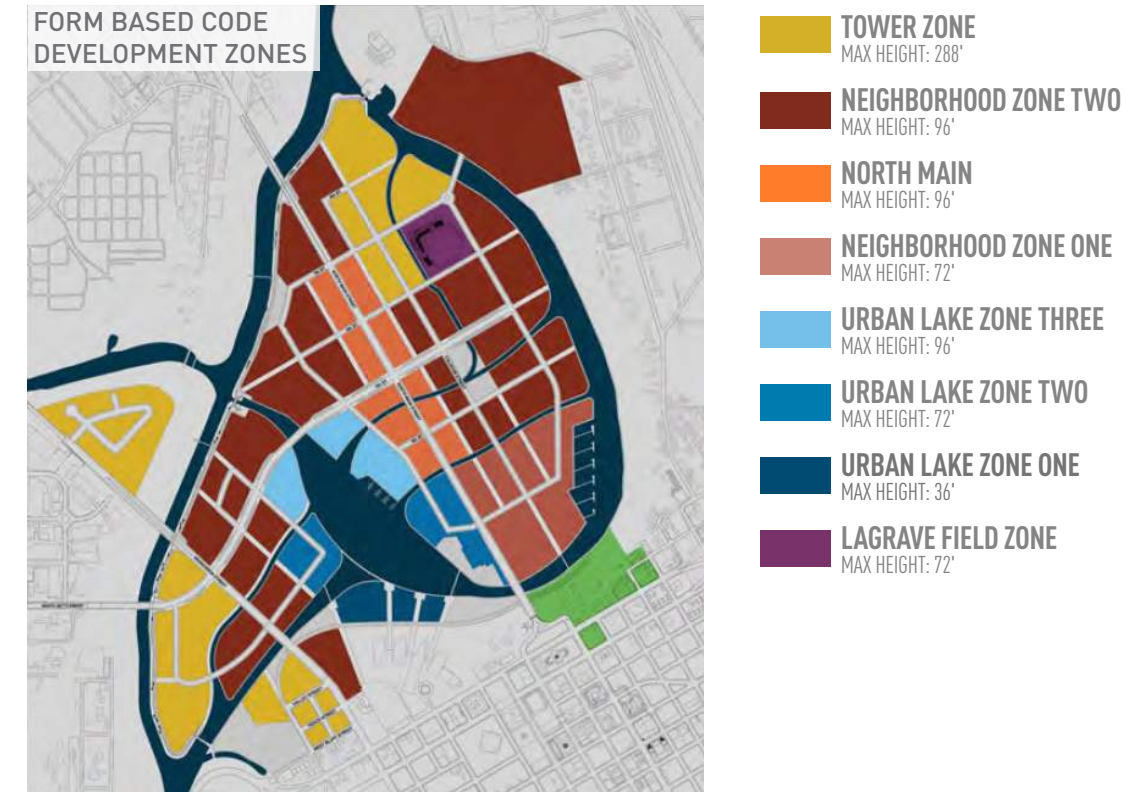 FORM BASED CODE
DEVELOPMENT ZONES
TOWER ZONE
MAX HEIGHT: 288'
NEIGHBORHOOD ZONE TWO
MAX HEIGHT: 96'
NORTH MAIN
MAX HEIGHT: 96'
NEIGHBORHOOD ZONE ONE
MAX HEIGHT: 72'
URBAN LAKE ZONE THREE
MAX HEIGHT: 96'
URBAN LAKE ZONE TWO
MAX HEIGHT: 72'
URBAN LAKE ZONE ONE
MAX HEIGHT: 36'
LAGRAVE FIELD ZONE
MAX HEIGHT: 72'